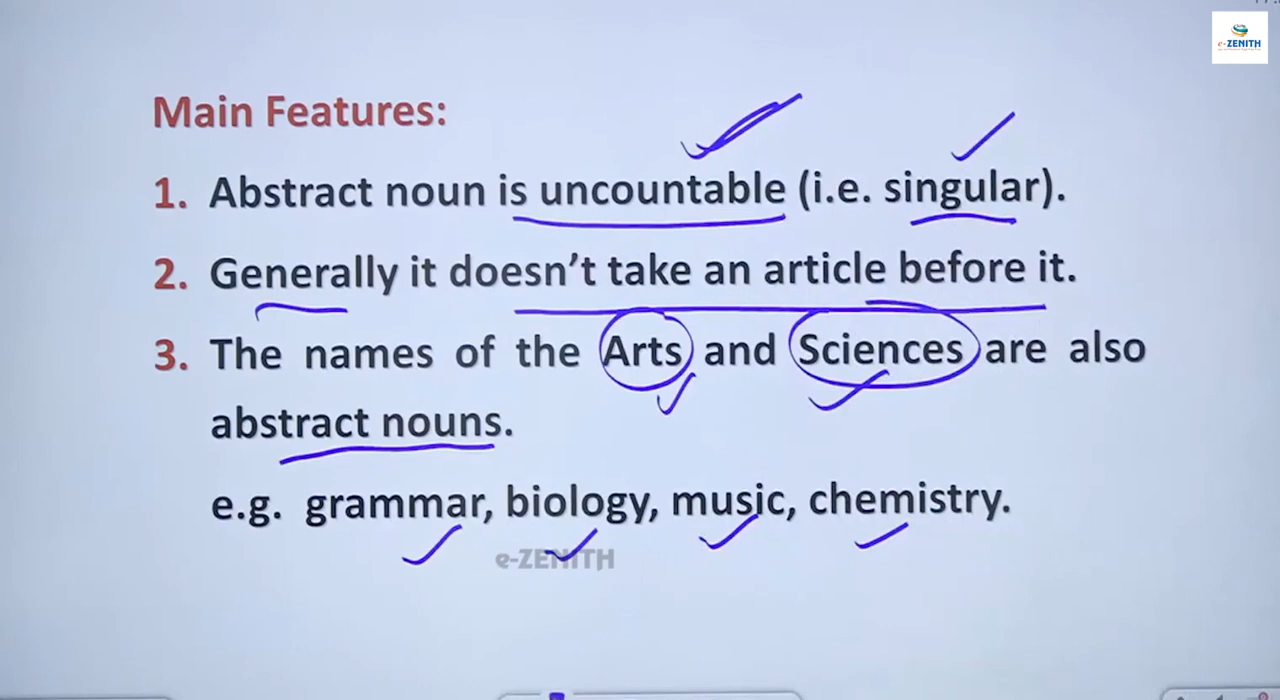 e-ZENITH
Main Features:
1. Abstract noun is uncountable (i.e. singular).
2. Generally it doesn't take an article before it.
3. The names of the Arts and Sciences are also
abstract nouns.
e.g. grammar, biology, music, chemistry.
e-ZENITH